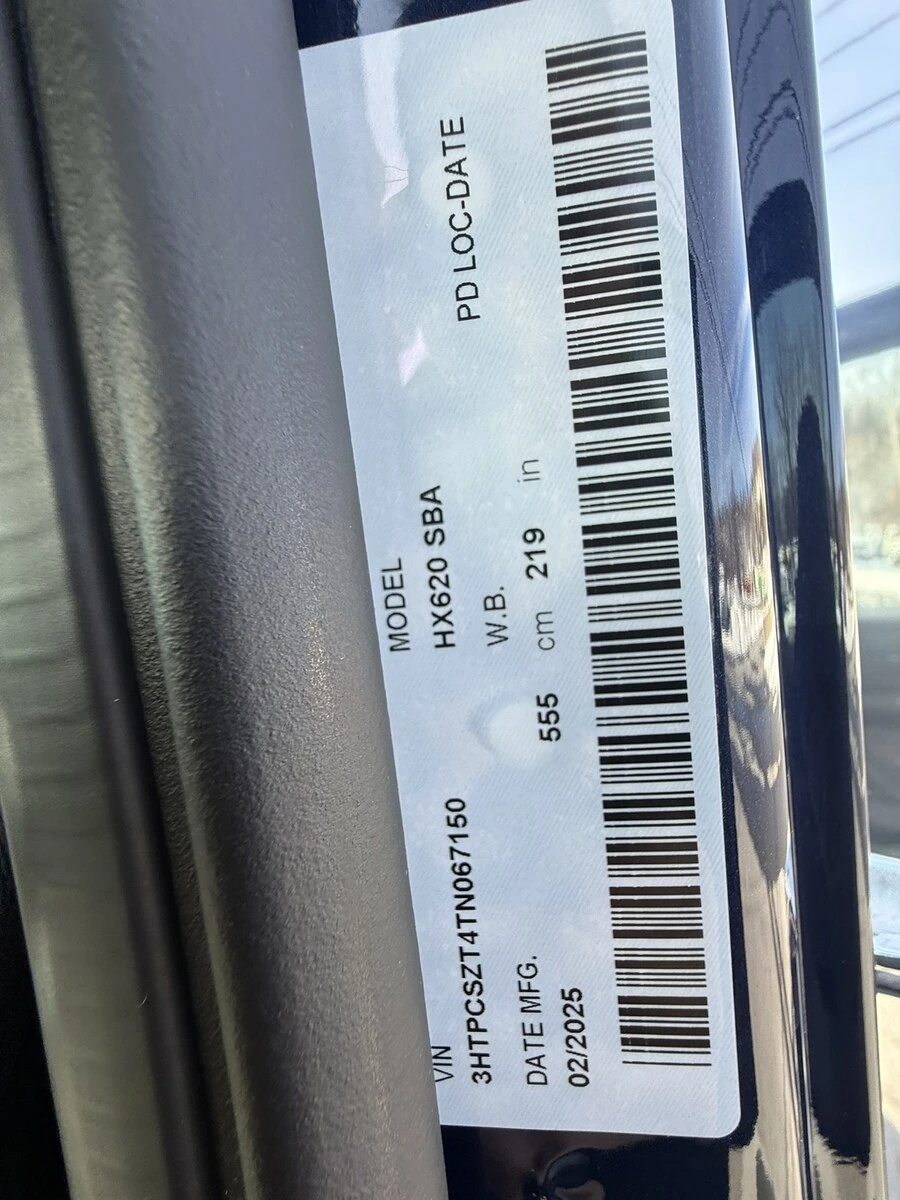 VIN
3HTPCSZT4TN067150
MODEL
HX620 SBA
DATE MFG.
02/2025
W.B.
555 cm 219 in
PD LOC-DATE